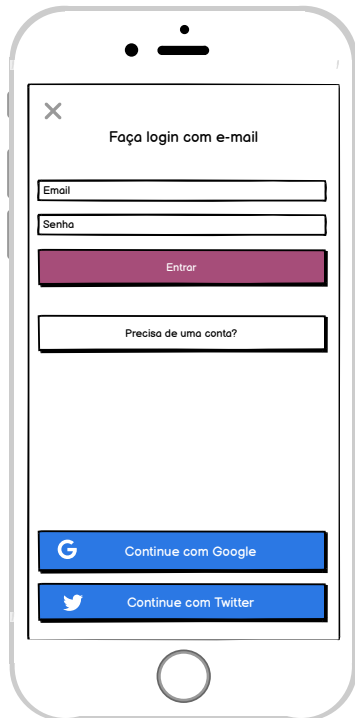 Faça login com e-mail
Email
Senha
Entrar
Precisa de uma conta?
Continue com Google
Continue com Twitter